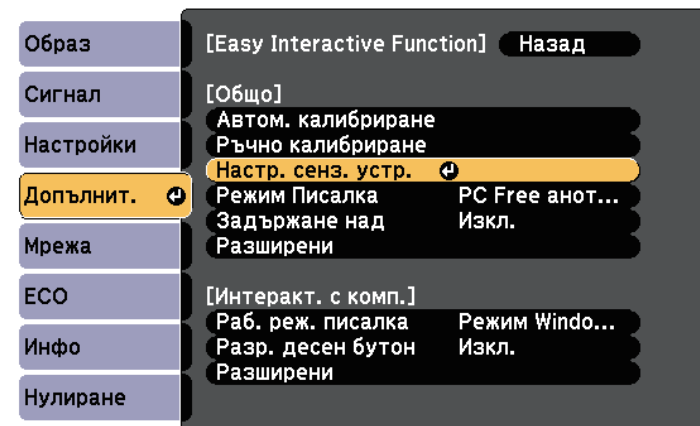 Образ
Сигнал
Настройки
Допълнит.
Мрежа
ECO
Инфо
Нулиране
[Easy Interactive Function] Назад
[Общо]
Автом. калибриране
Ръчно калибриране
Настр. сенз. устр.
Режим Писалка PC Free анот...
Задържане над Изкл.
Разширени
[Интеракт. с комп.]
Раб. реж. писалка Режим Windo...
Разр. десен бутон Изкл.
Разширени